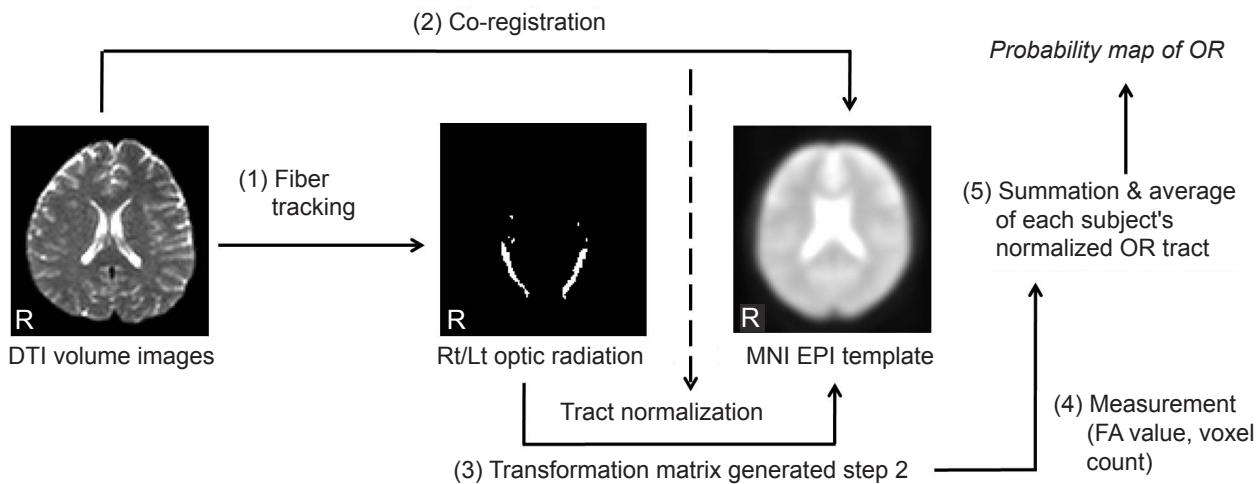 (2) Co-registration
Probability map of OR
(1) Fiber
tracking
(5) Summation & average
of each subject's
normalized OR tract
R
R
R
DTI volume images
Rt/Lt optic radiation
MNI EPI template
Tract normalization
(4) Measurement
(FA value, voxel
count)
(3) Transformation matrix generated step 2